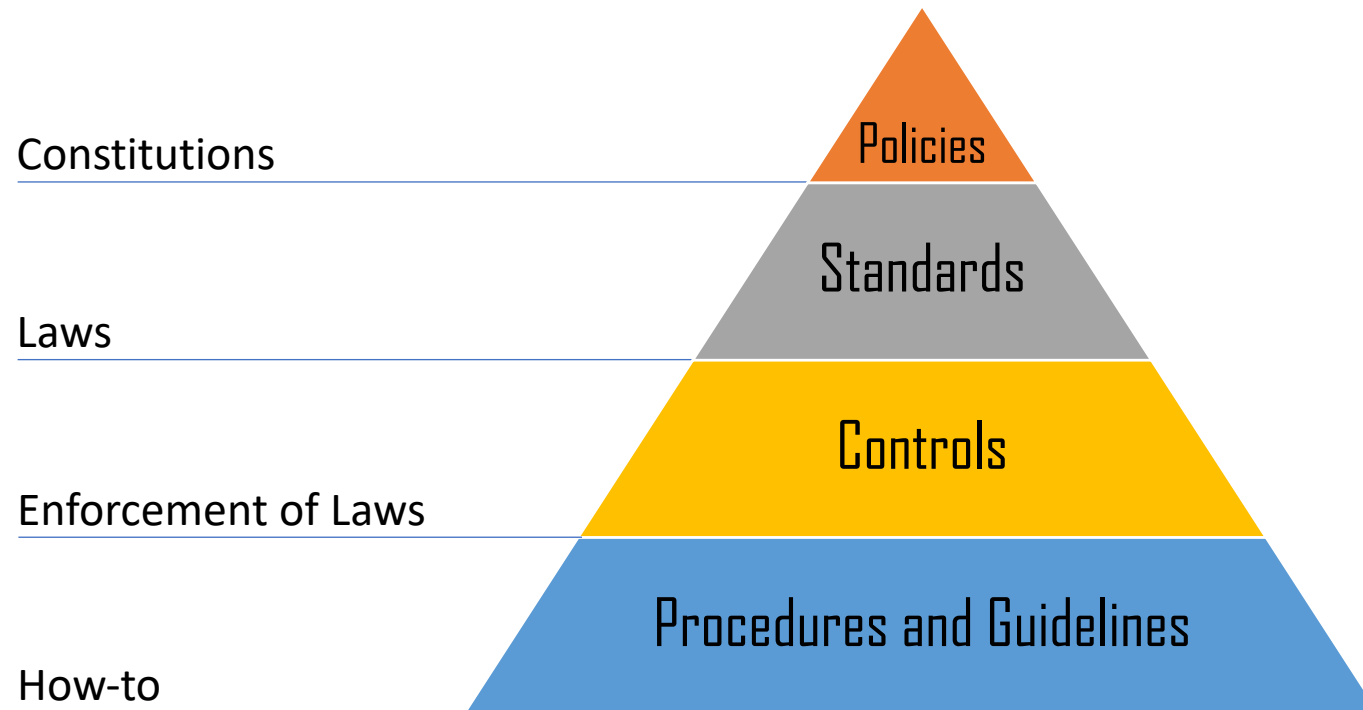 Constitutions
Policies
Standards
Laws
Controls
Enforcement of Laws
Procedures and Guidelines
How-to